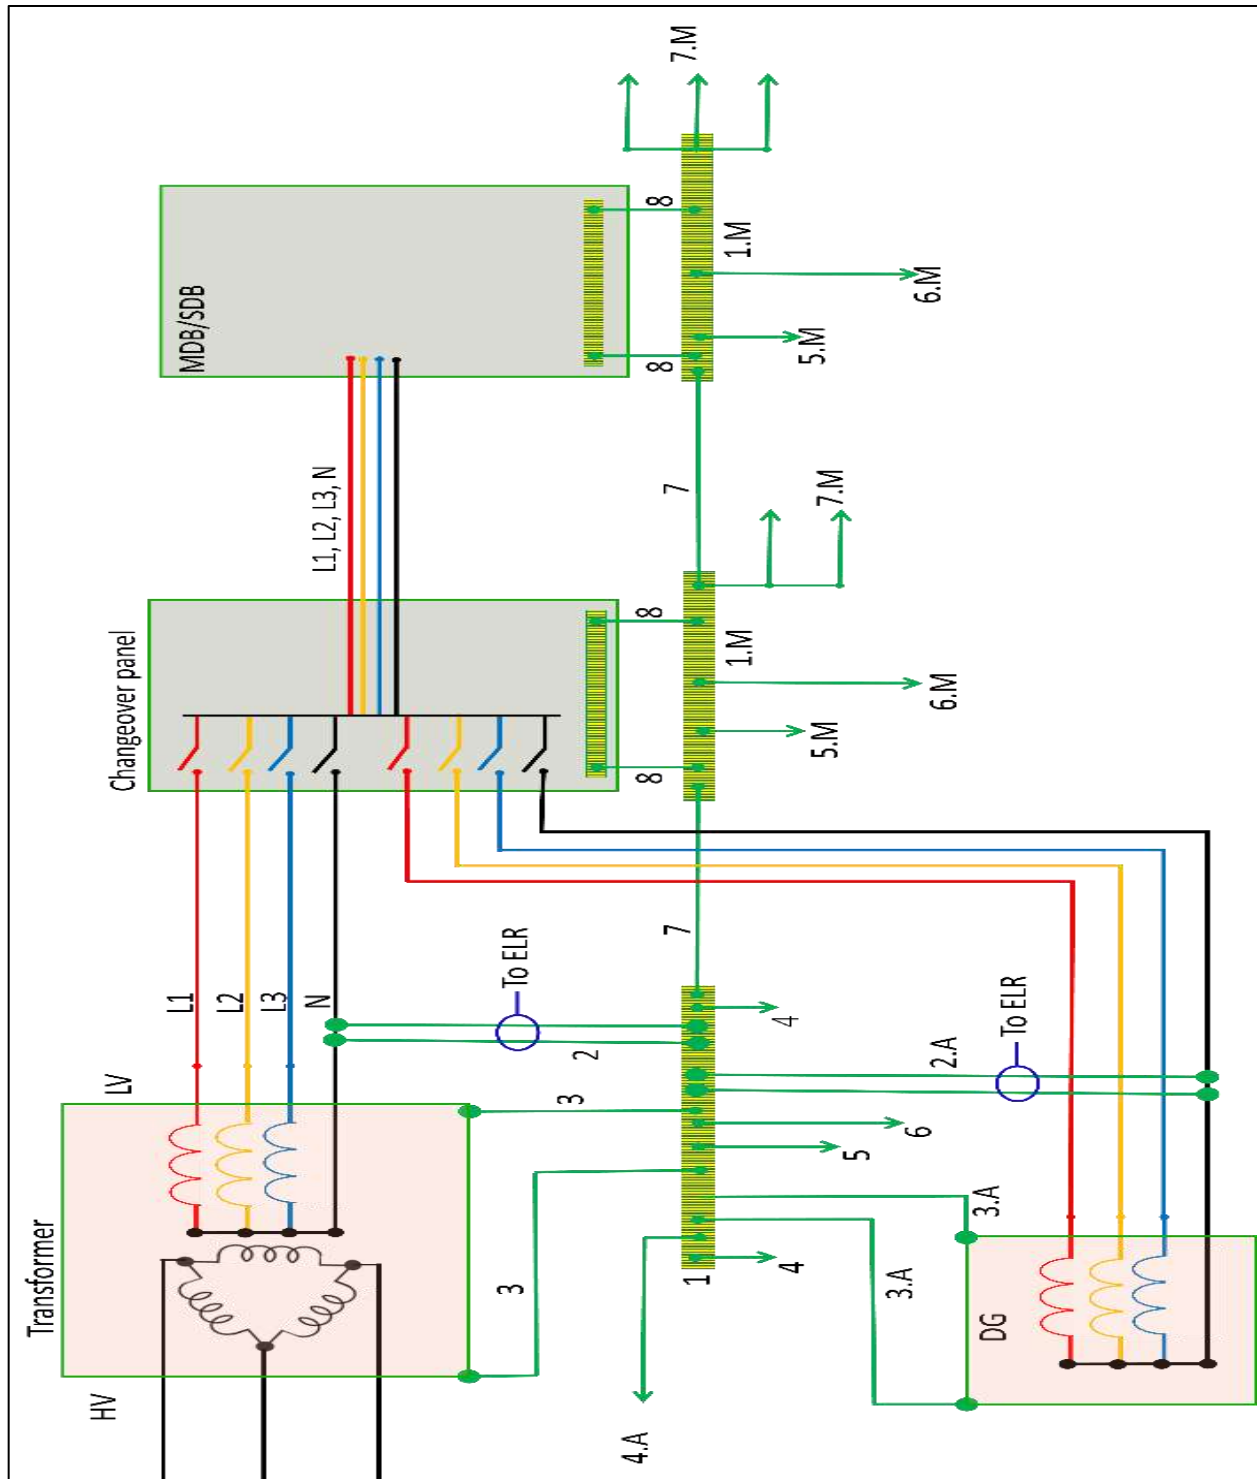 Transformer
HV
LV
L1
L2
L3
N
Changeover panel
L1, L2, L3, N
MDB/SDB
3
3
2
To ELR
8
8
8
8
4.A
1
4
5
6
4
7
1.M
5.M
6.M
7.M
7
1.M
5.M
6.M
7.M
3.A
3.A
2.A
To ELR
DG